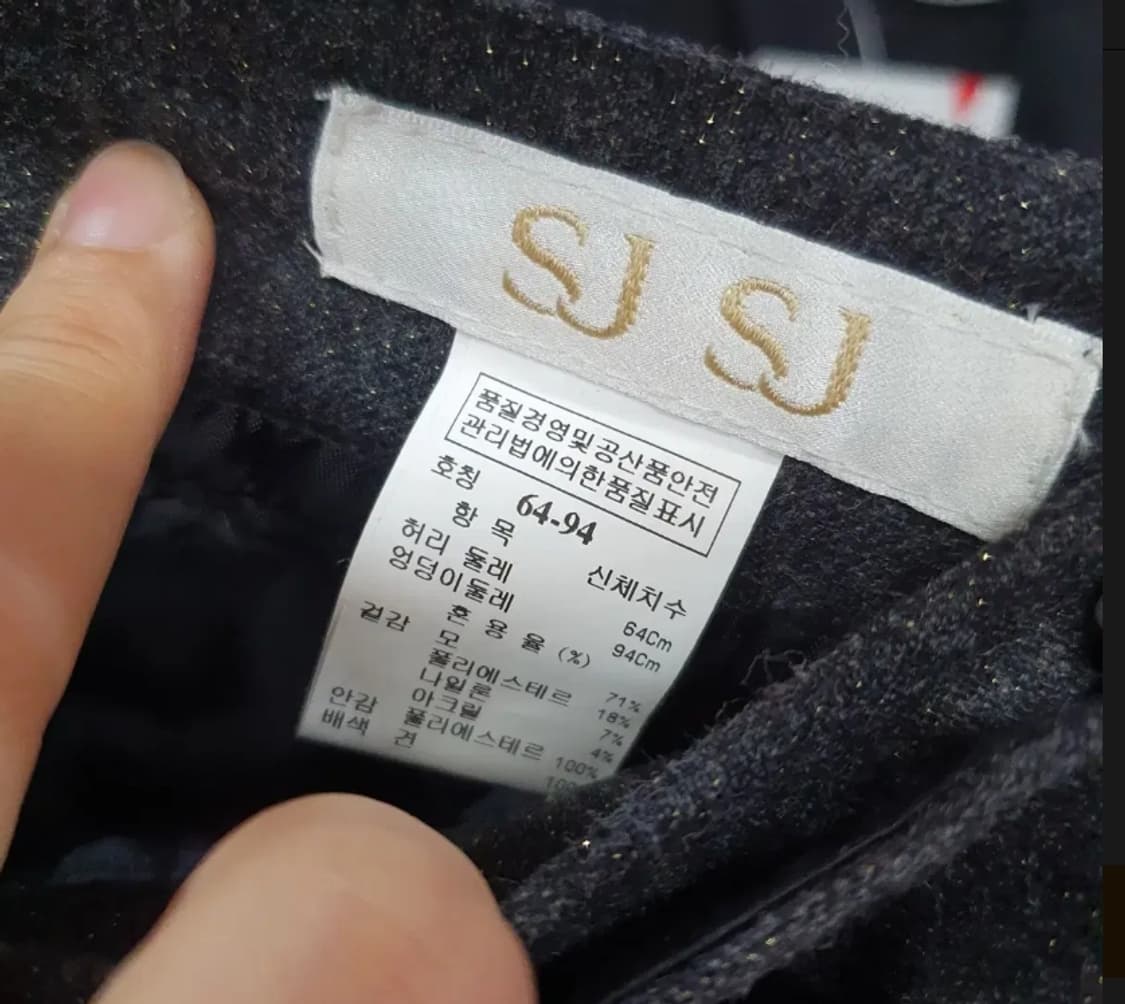 SJ SJ
품질경영및공산품안전
관리법에의한품질표시
호칭 64-94
항 목 신체치수
허리 둘레 64Cm
엉덩이둘레 94Cm
혼 용 율 (%)
겉감 모 71%
폴리에스테르 18%
나일론 7%
아크릴 4%
안감 폴리에스테르 100%
배색 견